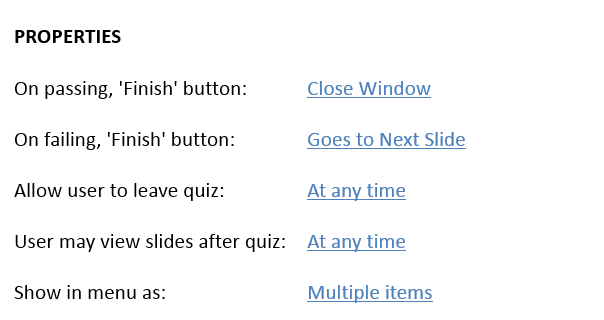 PROPERTIES
On passing, 'Finish' button: Close Window
On failing, 'Finish' button: Goes to Next Slide
Allow user to leave quiz: At any time
User may view slides after quiz: At any time
Show in menu as: Multiple items